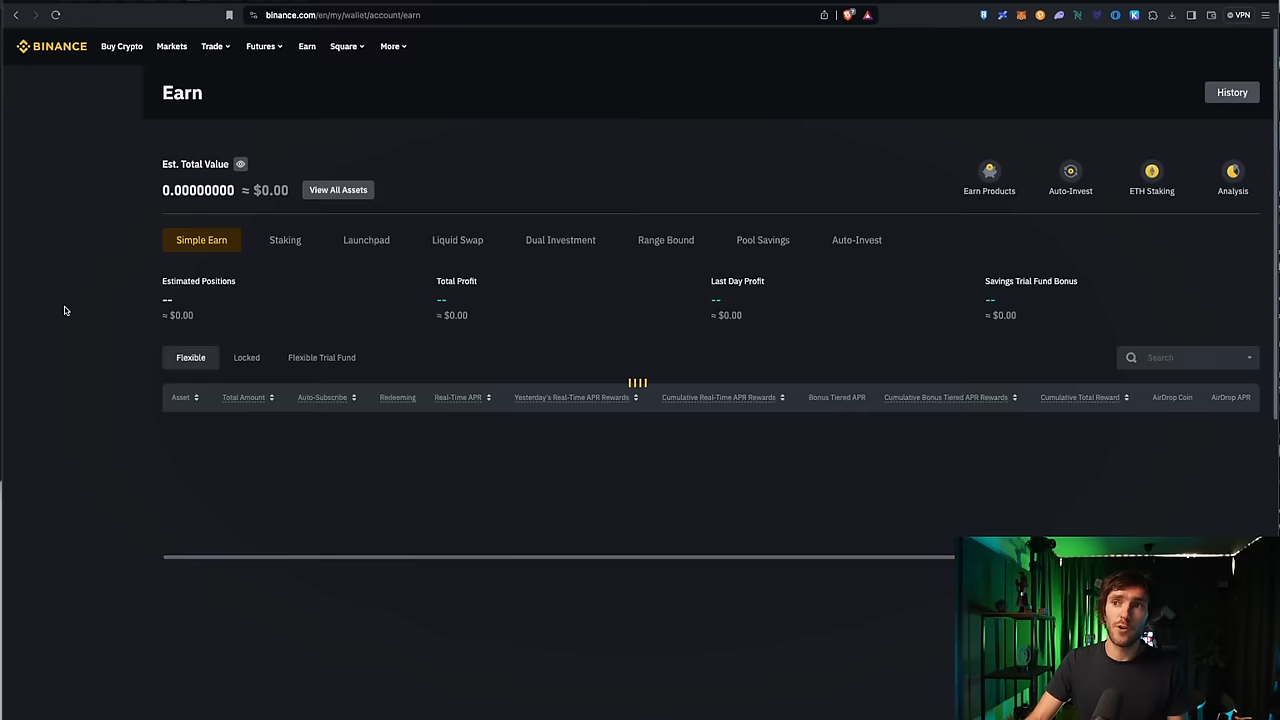 binance.com/en/my/wallet/account/earn
VPN
BINANCE
Buy Crypto
Markets
Trade
Futures
Earn
Square
More
Earn
History
Est. Total Value
0.00000000 ≈ $0.00
View All Assets
Earn Products
Auto-Invest
ETH Staking
Analysis
Simple Earn
Staking
Launchpad
Liquid Swap
Dual Investment
Range Bound
Pool Savings
Auto-Invest
Estimated Positions
Total Profit
Last Day Profit
Savings Trial Fund Bonus
--
--
--
--
≈ $0.00
≈ $0.00
≈ $0.00
≈ $0.00
Flexible
Locked
Flexible Trial Fund
Search
Asset
Total Amount
Auto-Subscribe
Redeeming
Real-Time APR
Yesterday's Real-Time APR Rewards
Cumulative Real-Time APR Rewards
Bonus Tiered APR
Cumulative Bonus Tiered APR Rewards
Cumulative Total Reward
AirDrop Coin
AirDrop APR